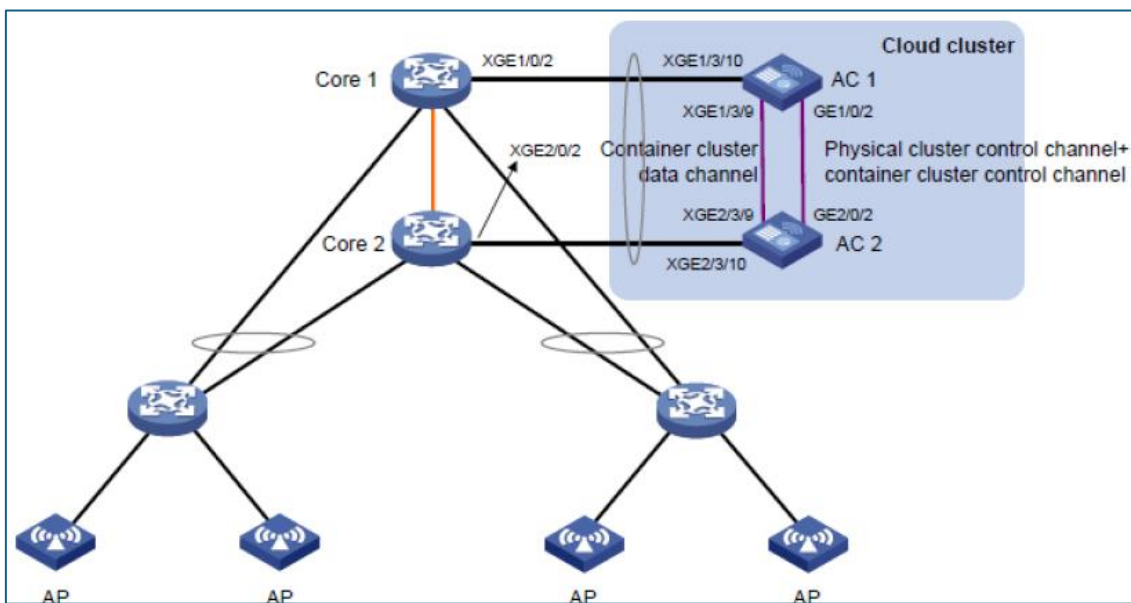 Cloud cluster
XGE1/0/2
XGE1/3/10
Core 1
AC 1
XGE1/3/9
GE1/0/2
XGE2/0/2
Container cluster
data channel
Physical cluster control channel+
container cluster control channel
XGE2/3/9
GE2/0/2
Core 2
AC 2
XGE2/3/10
AP
AP
AP
AP